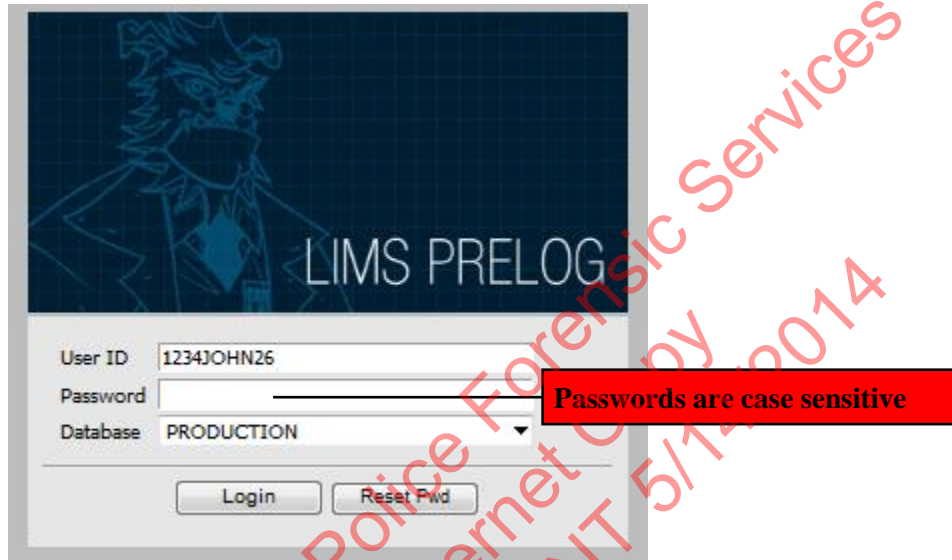 LIMS PRELOG
User ID 1234JOHN26
Password
Passwords are case sensitive
Database PRODUCTION
Login Reset Pwd
Police Forensic Services
Copy
5/14/2014